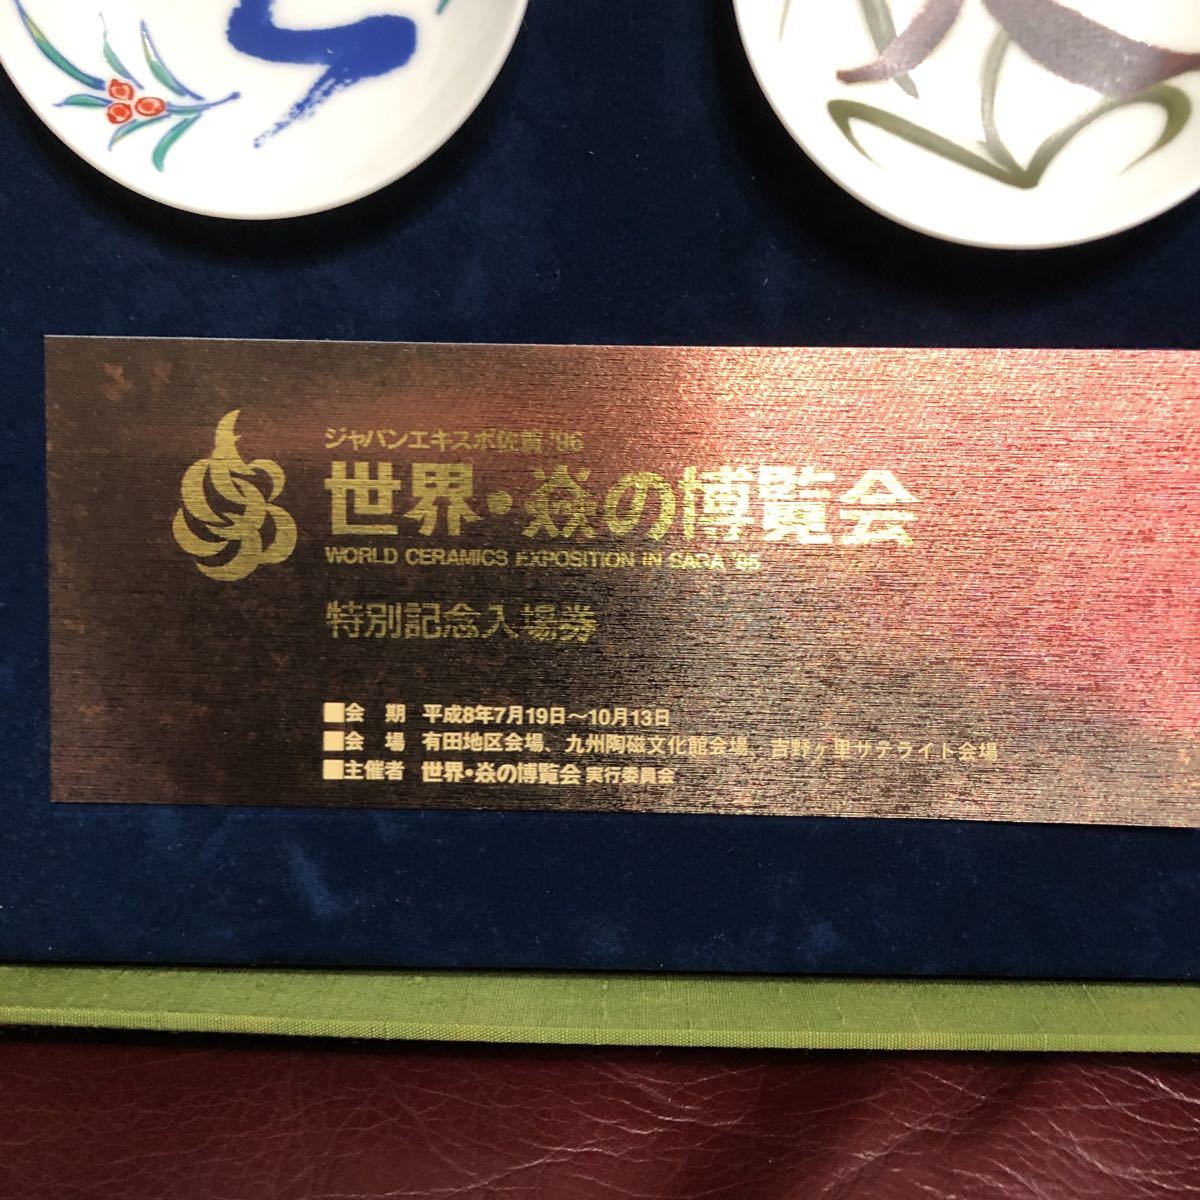 ジャパンエキスポ佐賀 '96
世界・焱の博覧会
WORLD CERAMICS EXPOSITION IN SAGA '96
特別記念入場券
■会 期 平成8年7月19日～10月13日
■会 場 有田地区会場、九州陶磁文化館会場、吉野ヶ里サテライト会場
■主催者 世界・焱の博覧会 実行委員会